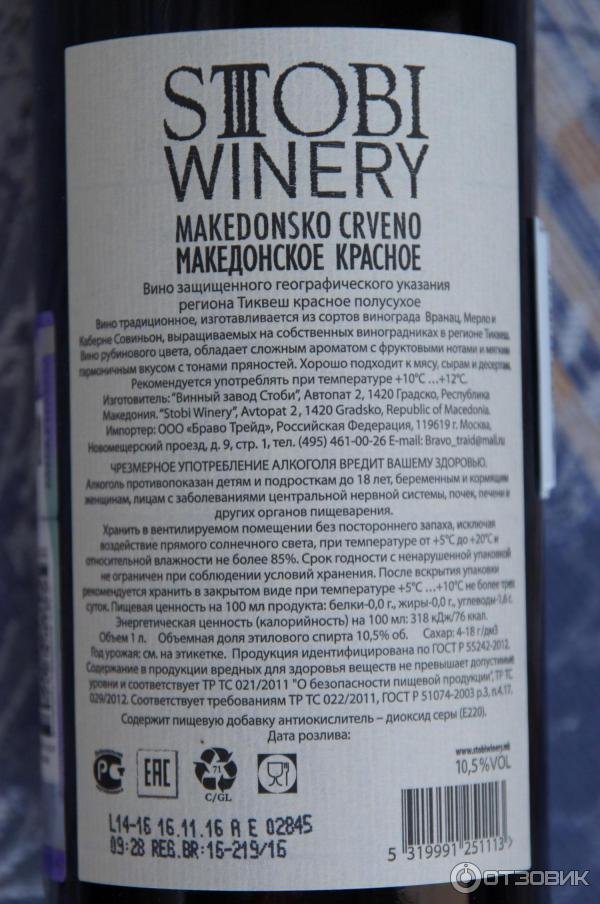 STOBI
WINERY
MAKEDONSKO CRVENO
МАКЕДОНСКОЕ КРАСНОЕ
Вино защищенного географического указания
региона Тиквеш красное полусухое
Вино традиционное, изготавливается из сортов винограда Вранац, Мерло и
Каберне Совиньон, выращиваемых на собственных виноградниках в регионе Тиквеш.
Вино рубинового цвета, обладает сложным ароматом с фруктовыми нотами и мягким
гармоничным вкусом с тонами пряностей. Хорошо подходит к мясу, сырам и десертам.
Рекомендуется употреблять при температуре +10°C ...+12°C.
Изготовитель: "Винный завод Стоби", Автопат 2, 1420 Градско, Республика
Македония. "Stobi Winery", Avtopat 2, 1420 Gradsko, Republic of Macedonia.
Импортер: ООО «Браво Трейд», Российская Федерация, 119619 г. Москва,
Новомещерский проезд, д. 9, стр. 1, тел. (495) 461-00-26 E-mail: Bravo_traid@mail.ru
ЧРЕЗМЕРНОЕ УПОТРЕБЛЕНИЕ АЛКОГОЛЯ ВРЕДИТ ВАШЕМУ ЗДОРОВЬЮ.
Алкоголь противопоказан детям и подросткам до 18 лет, беременным и кормящим
женщинам, лицам с заболеваниями центральной нервной системы, почек, печени и
других органов пищеварения.
Хранить в вентилируемом помещении без постороннего запаха, исключая
воздействие прямого солнечного света, при температуре от +5°C до +20°C и
относительной влажности не более 85%. Срок годности с ненарушенной упаковкой
не ограничен при соблюдении условий хранения. После вскрытия упаковки
рекомендуется хранить в закрытом виде при температуре +5°C ...+10°C не более трех
суток. Пищевая ценность на 100 мл продукта: белки-0,0 г., жиры-0,0 г., углеводы-1,6 г.
Энергетическая ценность (калорийность) на 100 мл: 318 кДж/76 ккал.
Объем 1 л. Объемная доля этилового спирта 10,5% об. Сахар: 4-18 г/дм3
Год урожая: см. на этикетке. Продукция идентифицирована по ГОСТ Р 55242-2012.
Содержание в продукции вредных для здоровья веществ не превышает допустимые
уровни и соответствует ТР ТС 021/2011 "О безопасности пищевой продукции", ТР ТС
029/2012. Соответствует требованиям ТР ТС 022/2011, ГОСТ Р 51074-2003 р.3, п.4.17.
Содержит пищевую добавку антиокислитель – диоксид серы (E220).
Дата розлива:
www.stobiwinery.mk
10,5%VOL
EAC
71
C/GL
L14-16 16.11.16 A E 02845
09:28 REG.BR:16-219/16
5 319991 251113
ОТЗОВИК